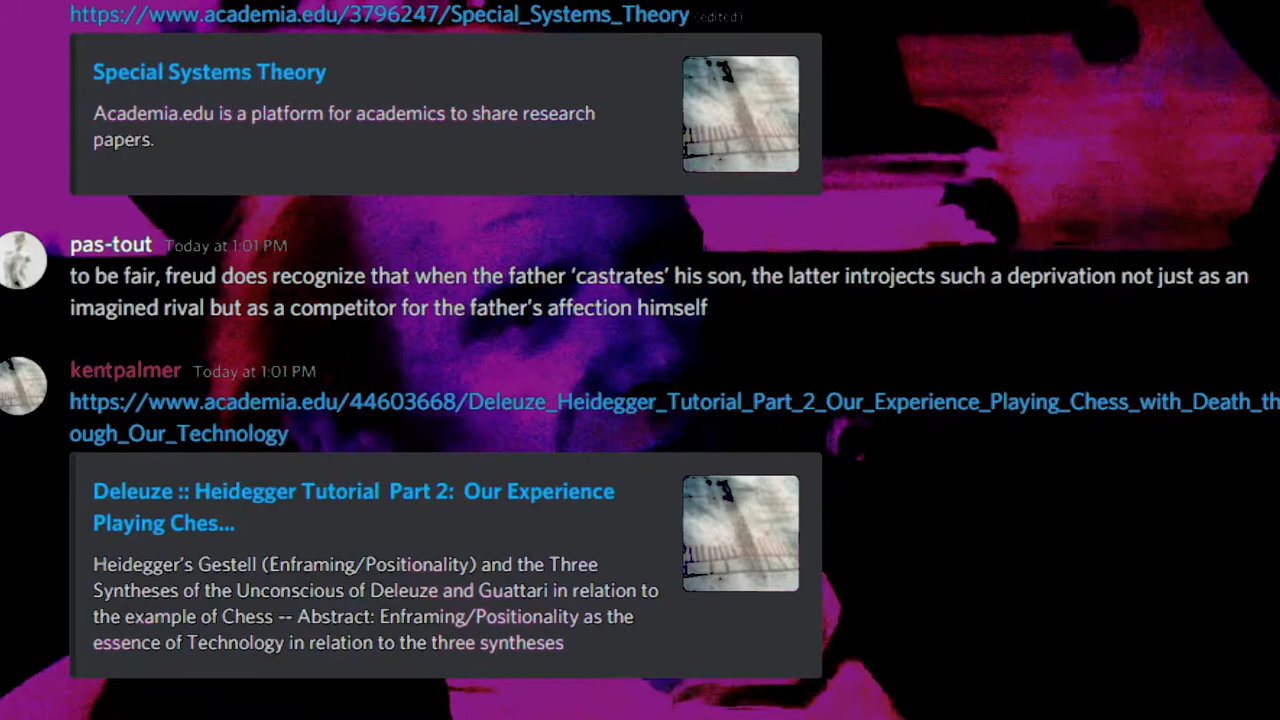 https://www.academia.edu/3796247/Special_Systems_Theory (edited)
Special Systems Theory
Academia.edu is a platform for academics to share research
papers.
pas-tout Today at 1:01 PM
to be fair, freud does recognize that when the father ‘castrates’ his son, the latter introjects such a deprivation not just as an
imagined rival but as a competitor for the father’s affection himself
kentpalmer Today at 1:01 PM
https://www.academia.edu/44603668/Deleuze_Heidegger_Tutorial_Part_2_Our_Experience_Playing_Chess_with_Death_th
ough_Our_Technology
Deleuze :: Heidegger Tutorial Part 2: Our Experience
Playing Ches...
Heidegger’s Gestell (Enframing/Positionality) and the Three
Syntheses of the Unconscious of Deleuze and Guattari in relation to
the example of Chess -- Abstract: Enframing/Positionality as the
essence of Technology in relation to the three syntheses